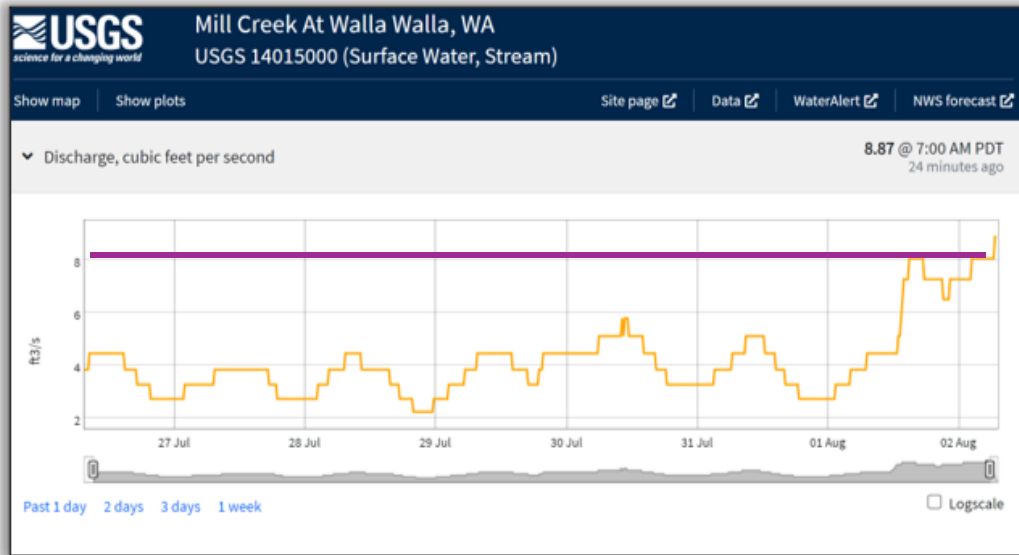 USGS
science for a changing world
Mill Creek At Walla Walla, WA
USGS 14015000 (Surface Water, Stream)
Show map Show plots Site page Data WaterAlert NWS forecast
Discharge, cubic feet per second
8.87 @ 7:00 AM PDT
24 minutes ago
8
6
4
2
ft3/s
27 Jul 28 Jul 29 Jul 30 Jul 31 Jul 01 Aug 02 Aug
Past 1 day 2 days 3 days 1 week
Logscale